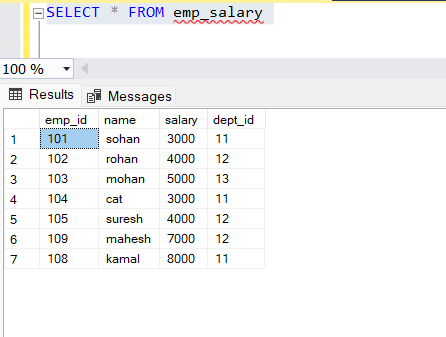 SELECT * FROM emp_salary
100 %
Results Messages
emp_id name salary dept_id
1 101 sohan 3000 11
2 102 rohan 4000 12
3 103 mohan 5000 13
4 104 cat 3000 11
5 105 suresh 4000 12
6 109 mahesh 7000 12
7 108 kamal 8000 11